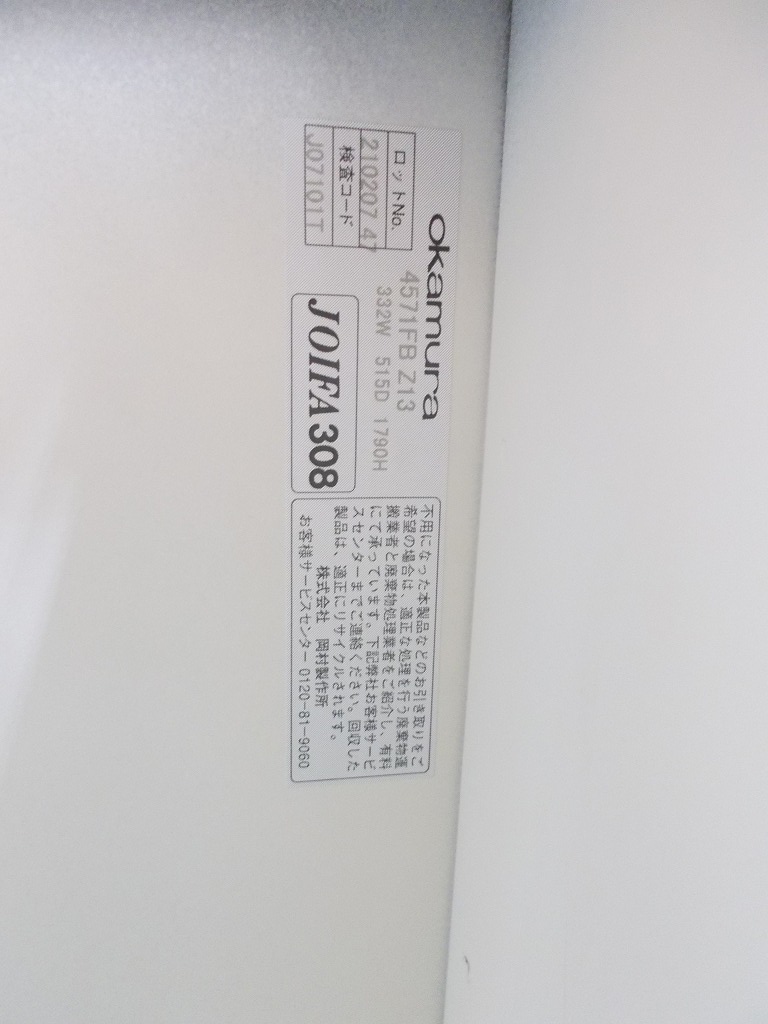 okamura
4571FB Z13
332W 515D 1790H
ロットNo.
210207 47
検査コード
J07101T
JOIFA308
不用になった本製品などのお引き取りをご
希望の場合は、適正な処理を行う廃棄物運
搬業者と廃棄物処理業者をご紹介し、有料
にて承っています。下記弊社お客様サービ
スセンターまでご連絡ください。回収した
製品は、適正にリサイクルされます。
株式会社 岡村製作所
お客様サービスセンター 0120-81-9060